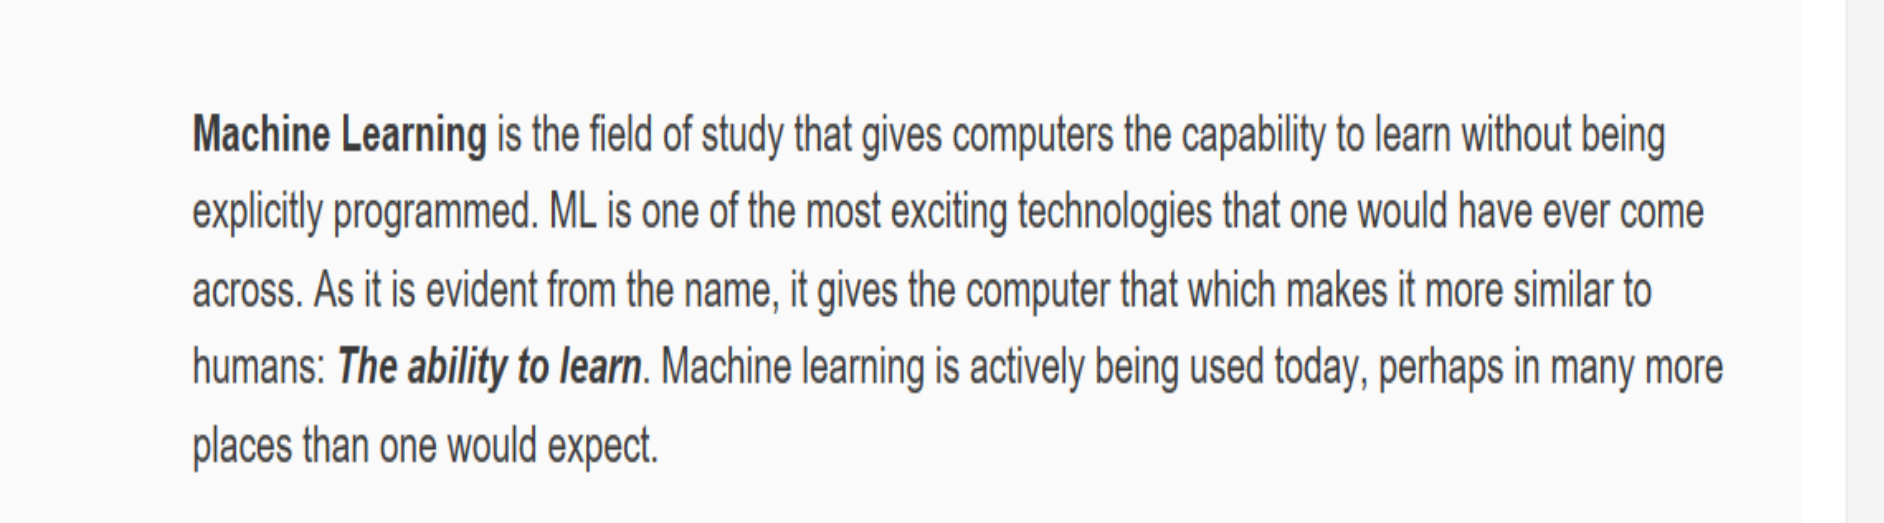 Machine Learning is the field of study that gives computers the capability to learn without being
explicitly programmed. ML is one of the most exciting technologies that one would have ever come
across. As it is evident from the name, it gives the computer that which makes it more similar to
humans: The ability to learn. Machine learning is actively being used today, perhaps in many more
places than one would expect.